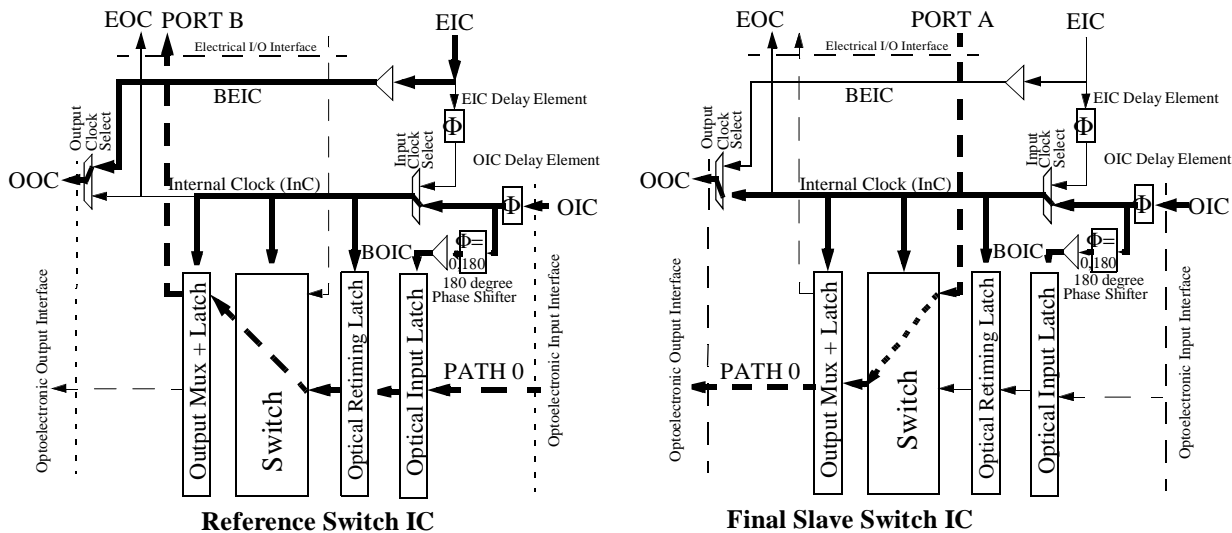 EOC
PORT B
EIC
Electrical I/O Interface
BEIC
EIC Delay Element
Φ
Output
Clock
Select
Input
Clock
Select
OIC Delay Element
OOC
Internal Clock (InC)
Φ
OIC
BOIC
Φ=
0,180
180 degree
Phase Shifter
Optoelectronic Output Interface
Output Mux + Latch
Switch
Optical Retiming Latch
Optical Input Latch
PATH 0
Optoelectronic Input Interface
Reference Switch IC
EOC
PORT A
EIC
Electrical I/O Interface
BEIC
EIC Delay Element
Φ
Output
Clock
Select
Input
Clock
Select
OIC Delay Element
OOC
Internal Clock (InC)
Φ
OIC
BOIC
Φ=
0,180
180 degree
Phase Shifter
Optoelectronic Output Interface
PATH 0
Output Mux + Latch
Switch
Optical Retiming Latch
Optical Input Latch
Optoelectronic Input Interface
Final Slave Switch IC